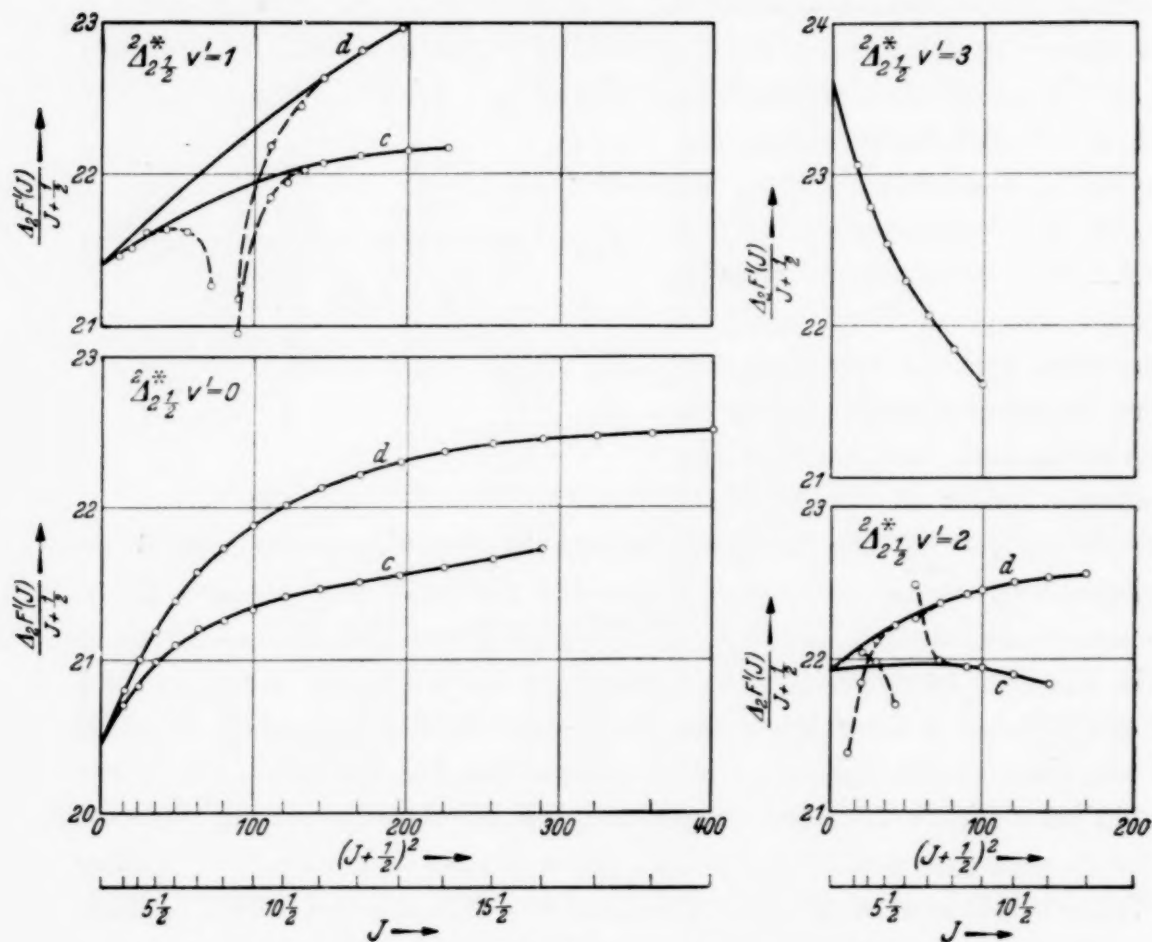 23
²Δ*₂½ v'=1
d
c
22
21
Δ₂F'(J)
J+½
24
²Δ*₂½ v'=3
23
22
21
Δ₂F'(J)
J+½
23
²Δ*₂½ v'=0
d
c
22
21
20
Δ₂F'(J)
J+½
0 100 200 300 400
(J+½)²
5½ 10½ 15½
J
23
²Δ*₂½ v'=2
d
c
22
21
Δ₂F'(J)
J+½
0 100 200
(J+½)²
5½ 10½
J